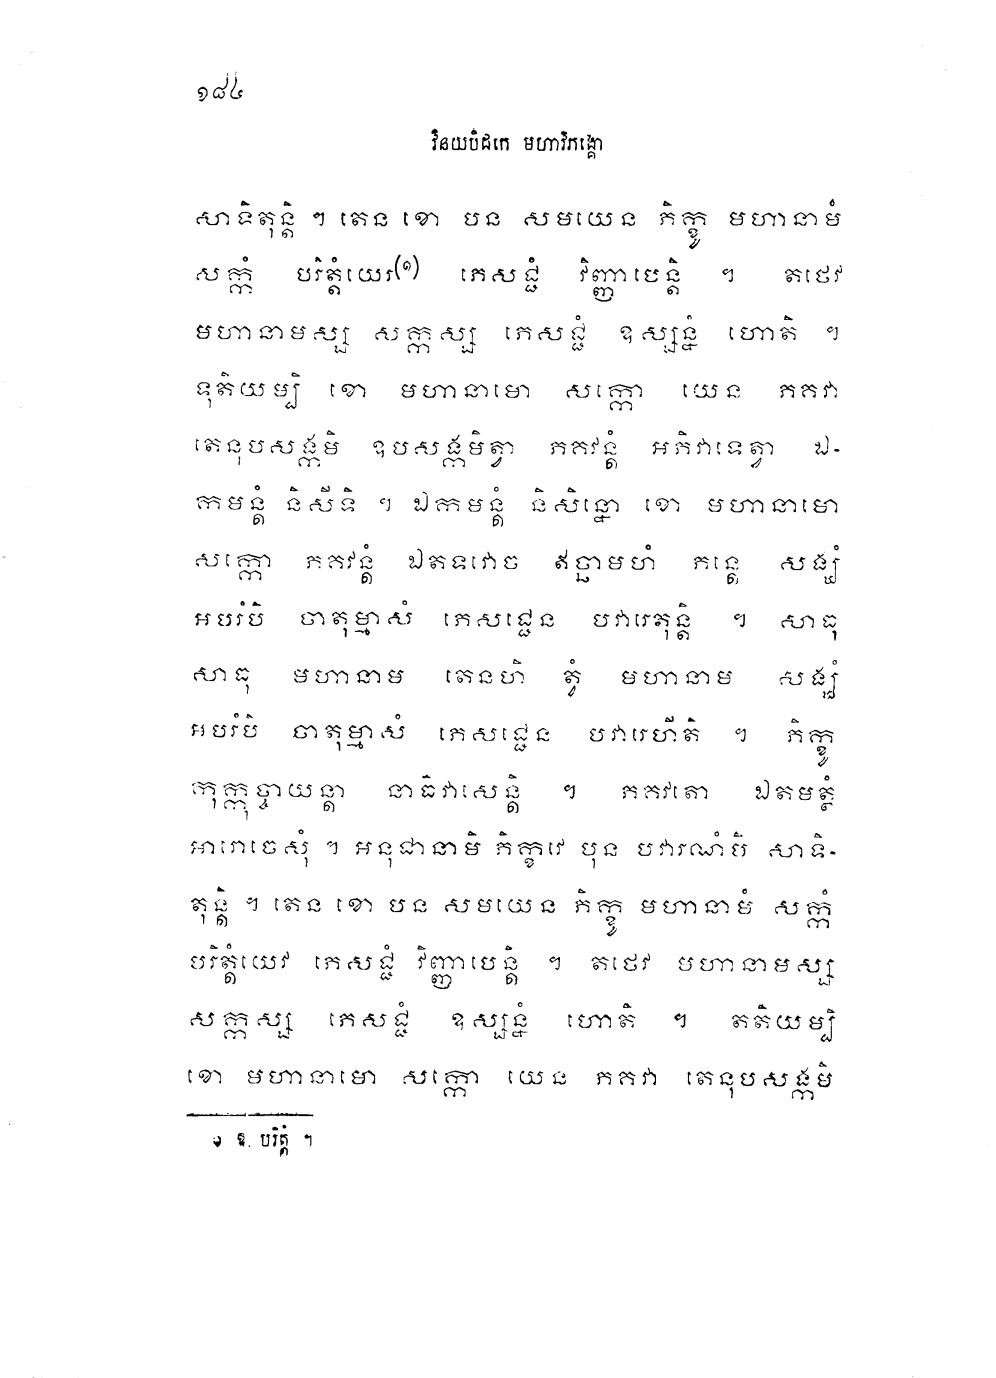 ១៨៤
វិនយបិដកេ មហាវិភង្គោ
សាទិតុន្តិ ។ តេន ខោ បន សមយេន ភិក្ខូ មហានាមំ
សក្កំ បរិត្តំយេវ(១) ភេសជ្ជំ វិញ្ញាបេន្តិ ។ តថេវ
មហានាមស្ស សក្កស្ស ភេសជ្ជំ ឧស្សន្នំ ហោតិ ។
ទុតិយម្បិ ខោ មហានាមោ សក្កោ យេន ភគវា
តេនុបសង្កមិ ឧបសង្កមិត្វា ភគវន្តំ អភិវាទេត្វា ឯ-
កមន្តំ និសីទិ ។ ឯកមន្តំ និសិន្នោ ខោ មហានាមោ
សក្កោ ភគវន្តំ ឯតទវោច ឥច្ឆាមហំ ភន្តេ សង្ឃំ
អបរំបិ ចាតុម្មាសំ ភេសជ្ជេន បវារេតុន្តិ ។ សាធុ
សាធុ មហានាម តេនហិ ត្វំ មហានាម សង្ឃំ
អបរំបិ ចាតុម្មាសំ ភេសជ្ជេន បវារេហីតិ ។ ភិក្ខូ
កុក្កុច្ចាយន្តា នាធិវាសេន្តិ ។ ភគវតោ ឯតមត្ថំ
អារោចេសុំ ។ អនុជានាមិ ភិក្ខវេ បុន បវារណំបិ សាទិ-
តុន្តិ ។ តេន ខោ បន សមយេន ភិក្ខូ មហានាមំ សក្កំ
បរិត្តំយេវ ភេសជ្ជំ វិញ្ញាបេន្តិ ។ តថេវ មហានាមស្ស
សក្កស្ស ភេសជ្ជំ ឧស្សន្នំ ហោតិ ។ តតិយម្បិ
ខោ មហានាមោ សក្កោ យេន ភគវា តេនុបសង្កមិ
១ ឱ. បរិត្តំ ។